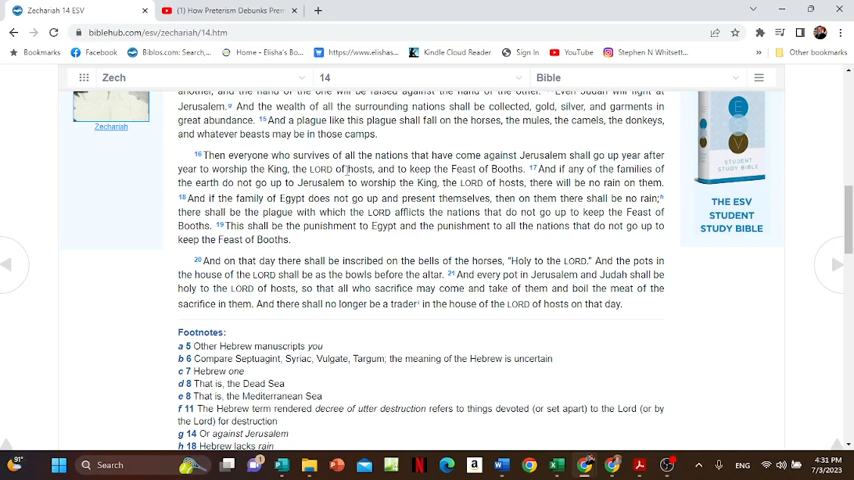 Zechariah 14 ESV
(1) How Preterism Debunks Prem
biblehub.com/esv/zechariah/14.htm
Bookmarks
Facebook
Biblos.com: Search,...
Home - Elisha's Bo...
https://www.elishas...
Kindle Cloud Reader
Sign In
YouTube
Stephen N Whitsett...
»
Other bookmarks
Zech
14
Bible
another, and the hand of the one will be raised against the hand of the other. Even Judah will fight at
Jerusalem.g And the wealth of all the surrounding nations shall be collected, gold, silver, and garments in
great abundance. 15And a plague like this plague shall fall on the horses, the mules, the camels, the donkeys,
and whatever beasts may be in those camps.
Zechariah
16Then everyone who survives of all the nations that have come against Jerusalem shall go up year after
year to worship the King, the LORD of hosts, and to keep the Feast of Booths. 17And if any of the families of
the earth do not go up to Jerusalem to worship the King, the LORD of hosts, there will be no rain on them.
18And if the family of Egypt does not go up and present themselves, then on them there shall be no rain;h
there shall be the plague with which the LORD afflicts the nations that do not go up to keep the Feast of
Booths. 19This shall be the punishment to Egypt and the punishment to all the nations that do not go up to
keep the Feast of Booths.
20And on that day there shall be inscribed on the bells of the horses, “Holy to the LORD.” And the pots in
the house of the LORD shall be as the bowls before the altar. 21And every pot in Jerusalem and Judah shall be
holy to the LORD of hosts, so that all who sacrifice may come and take of them and boil the meat of the
sacrifice in them. And there shall no longer be a trader in the house of the LORD of hosts on that day.
STUDENT
STUDY BIBLE
THE ESV
STUDENT
STUDY BIBLE
Footnotes:
a 5 Other Hebrew manuscripts you
b 6 Compare Septuagint, Syriac, Vulgate, Targum; the meaning of the Hebrew is uncertain
c 7 Hebrew one
d 8 That is, the Dead Sea
e 8 That is, the Mediterranean Sea
f 11 The Hebrew term rendered decree of utter destruction refers to things devoted (or set apart) to the Lord (or by
the Lord) for destruction
g 14 Or against Jerusalem
h 18 Hebrew lacks rain
91°
Search
ENG
4:31 PM
7/3/2023